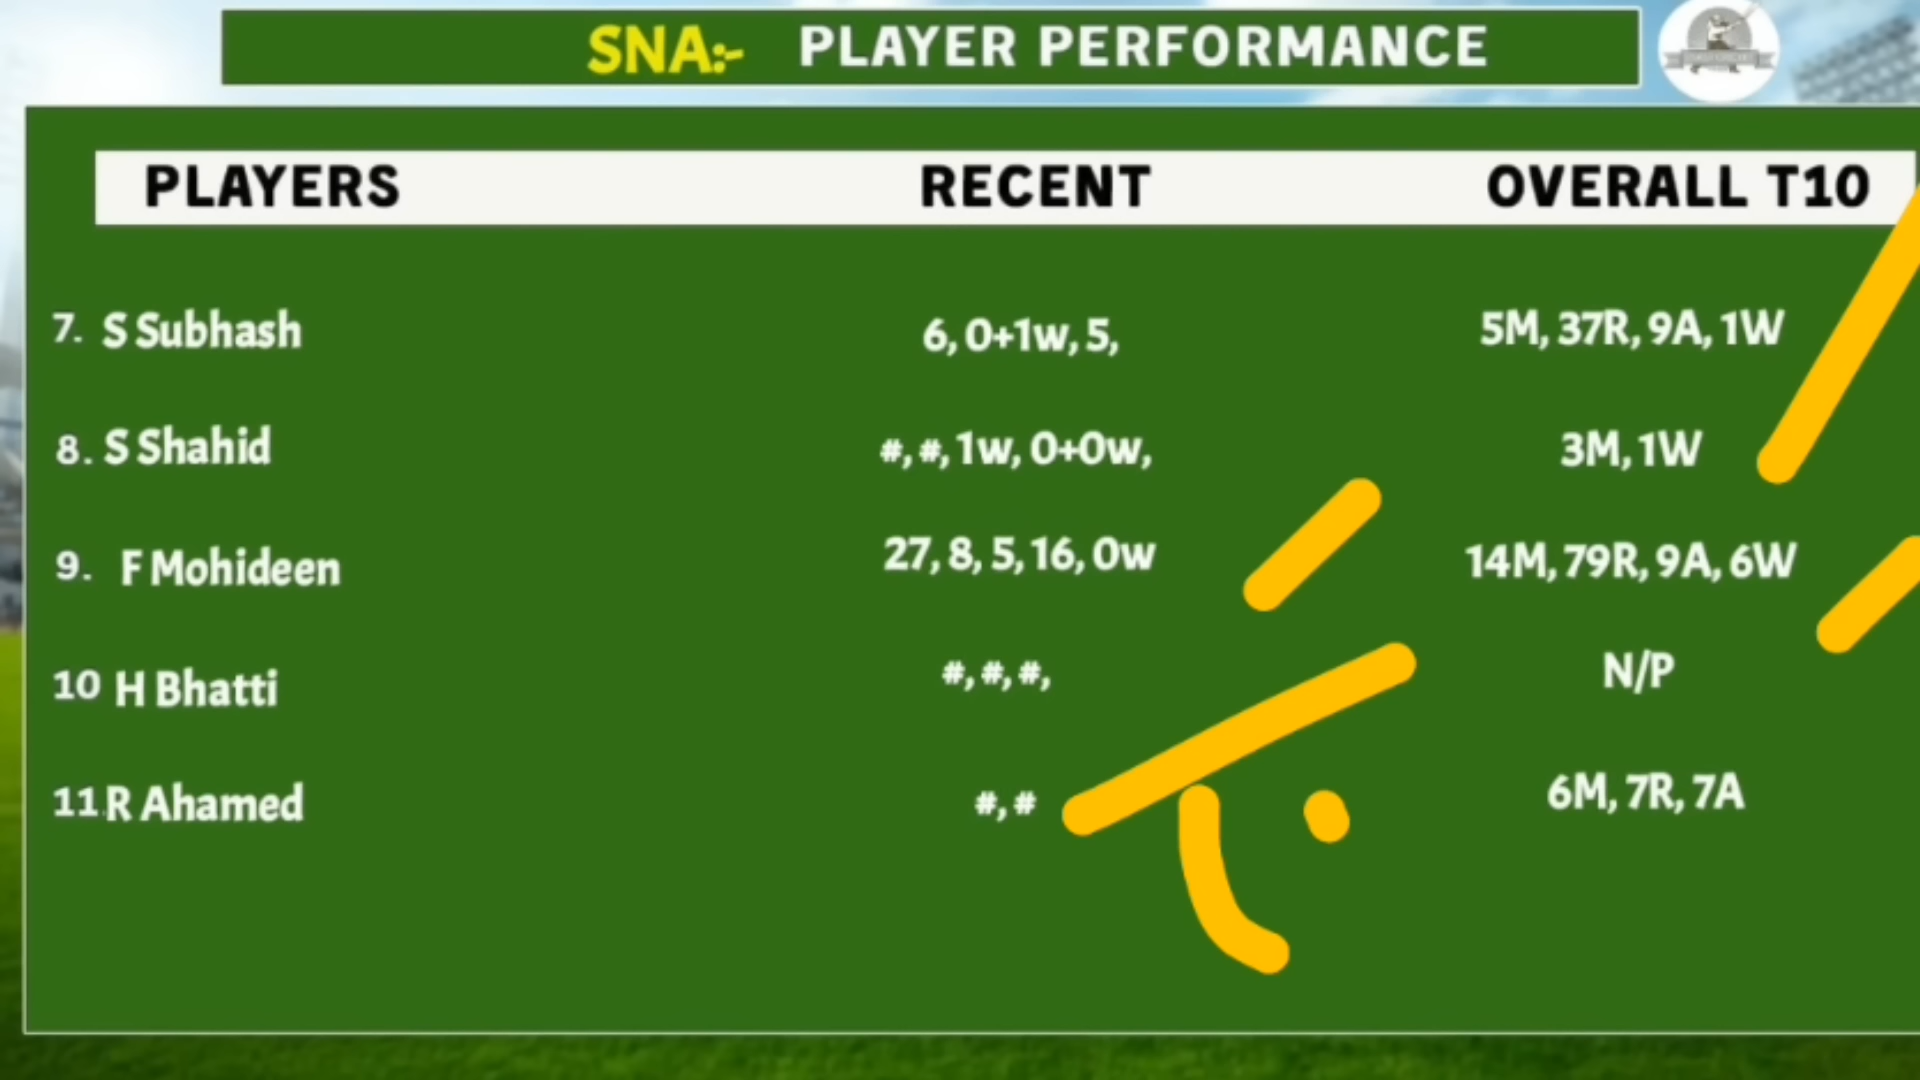 SNA:- PLAYER PERFORMANCE
PLAYERS RECENT OVERALL T10
7. S Subhash 6, 0+1w, 5, 5M, 37R, 9A, 1W
8. S Shahid #, #, 1w, 0+0w, 3M, 1W
9. F Mohideen 27, 8, 5, 16, 0w 14M, 79R, 9A, 6W
10 H Bhatti #, #, #, N/P
11. R Ahamed #, # 6M, 7R, 7A